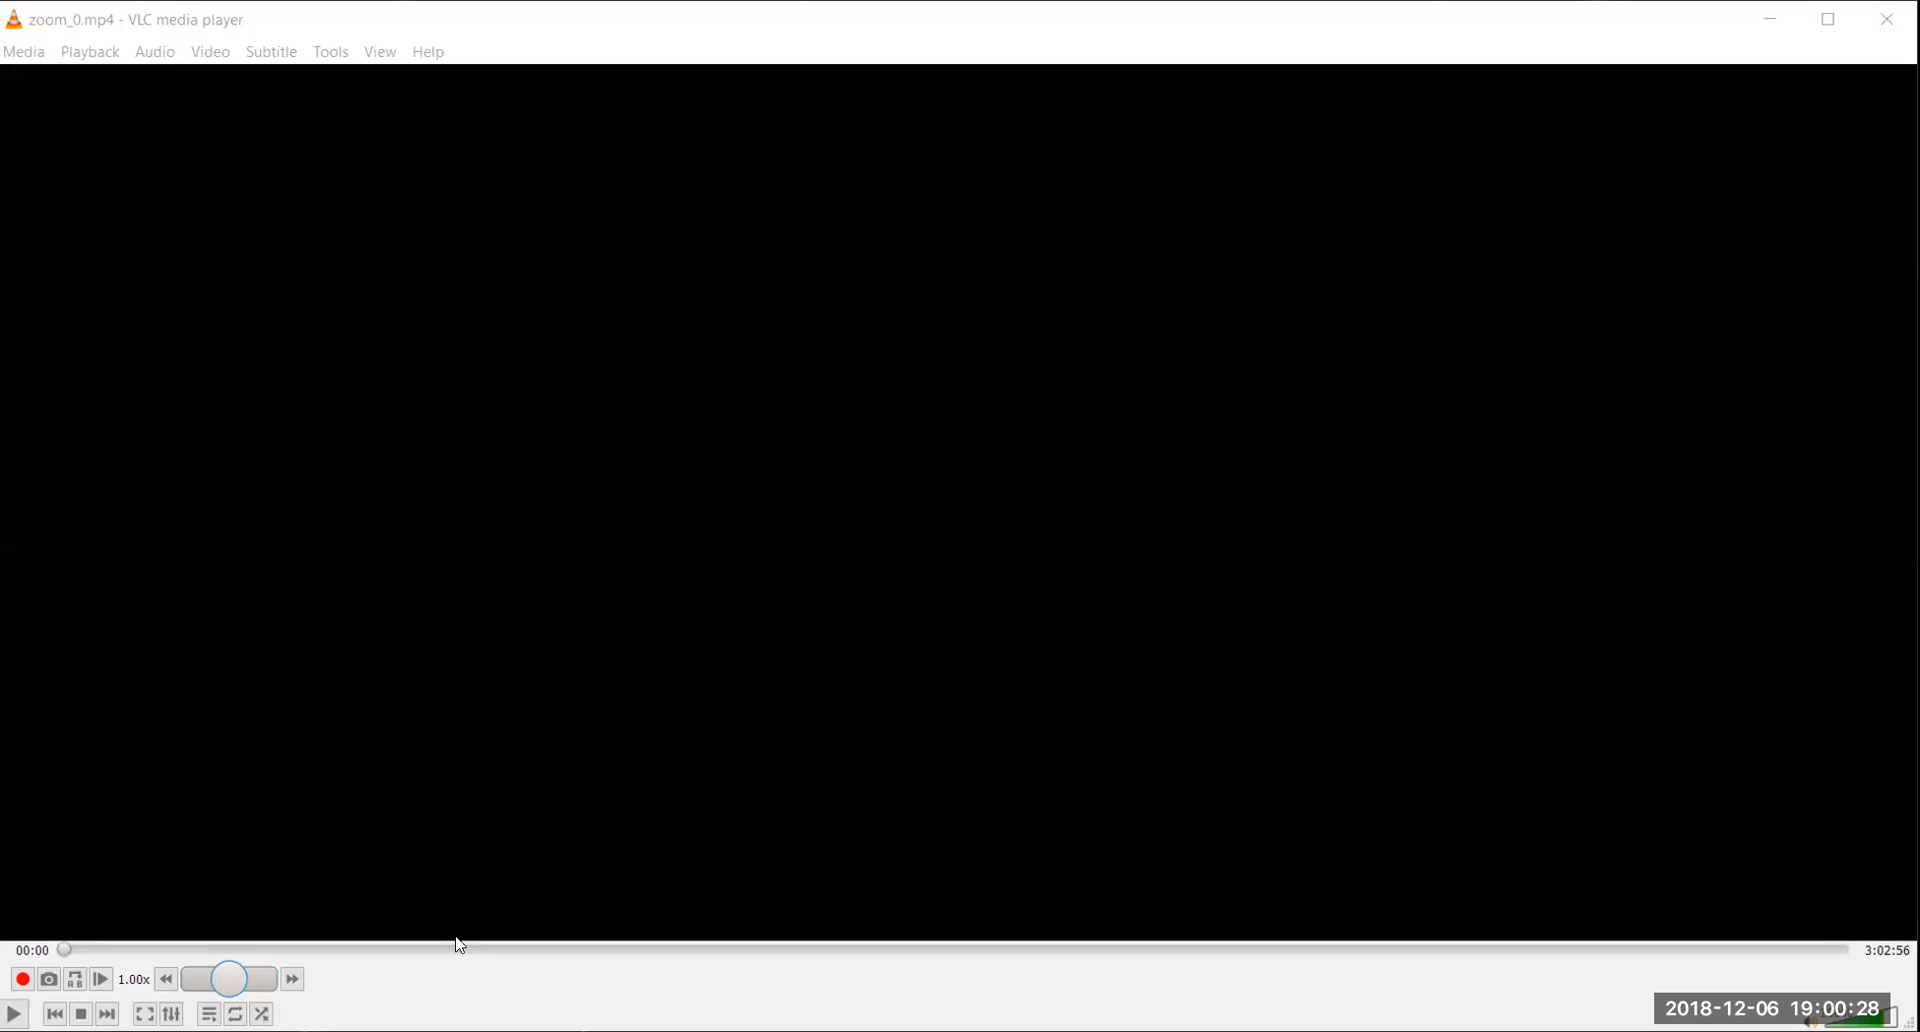 zoom_0.mp4 - VLC media player
Media Playback Audio Video Subtitle Tools View Help
00:00 3:02:56
1.00x
2018-12-06 19:00:28